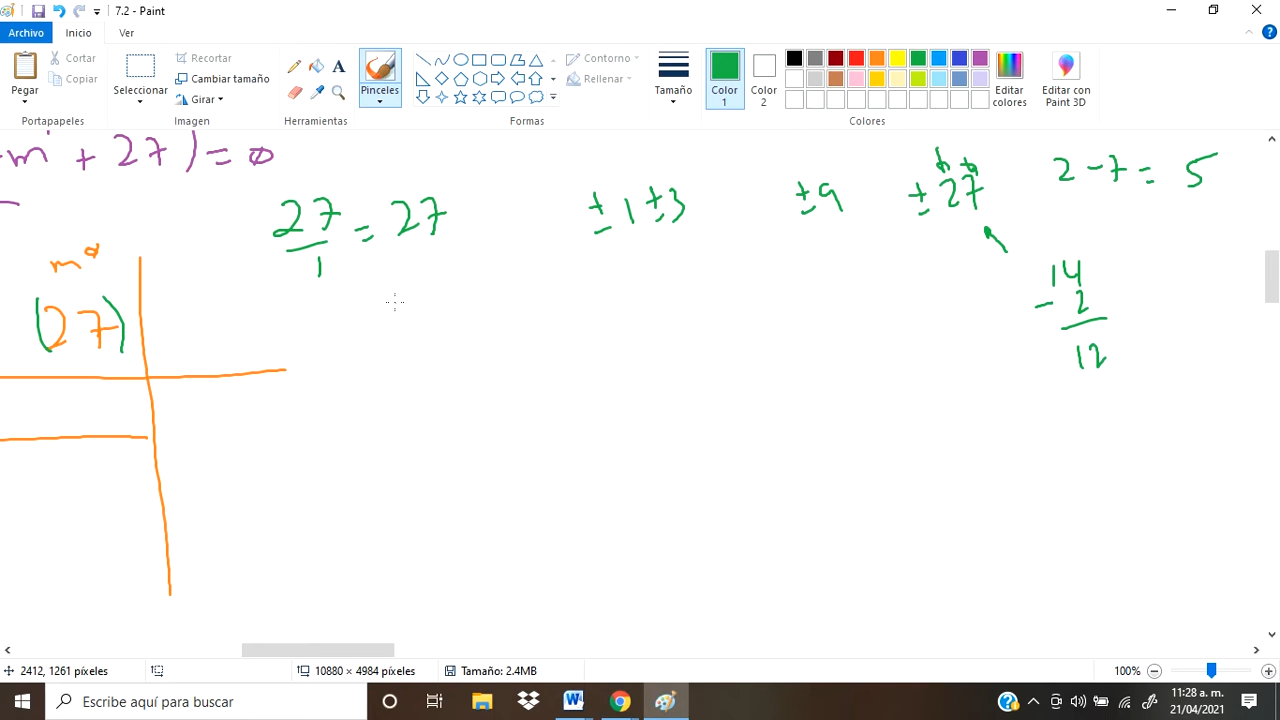 7.2 - Paint
Archivo Inicio Ver
Pegar Cortar Copiar
Seleccionar Recortar Cambiar tamaño Girar
Pinceles
Contorno Rellenar
Tamaño
Color 1
Color 2
Editar colores
Editar con Paint 3D
Portapapeles Imagen Herramientas Formas Colores
m + 27) = 0
27/1 = 27
±1 ±3 ±9 ±27
2 - 7 = 5
m
(27)
14
- 2
12
2412, 1261 píxeles
10880 × 4984 píxeles
Tamaño: 2.4MB
100%
Escribe aquí para buscar
11:28 a. m.
21/04/2021